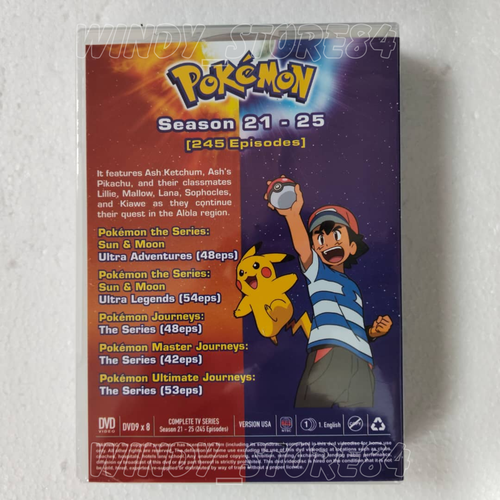 WINDY_STORE84
POKéMON
Season 21 - 25
[245 Episodes]
It features Ash Ketchum, Ash's
Pikachu, and their classmates
Lillie, Mallow, Lana, Sophocles,
and Kiawe as they continue
their quest in the Alola region.
Pokémon the Series:
Sun & Moon
Ultra Adventures (48eps)
Pokémon the Series:
Sun & Moon
Ultra Legends (54eps)
Pokémon Journeys:
The Series (48eps)
Pokémon Master Journeys:
The Series (42eps)
Pokémon Ultimate Journeys:
The Series (53eps)
DVD
VIDEO
DVD9 x 8
COMPLETE TV SERIES
Season 21 - 25 (245 Episodes)
VERSION USA
1. English
WINDY_STORE84